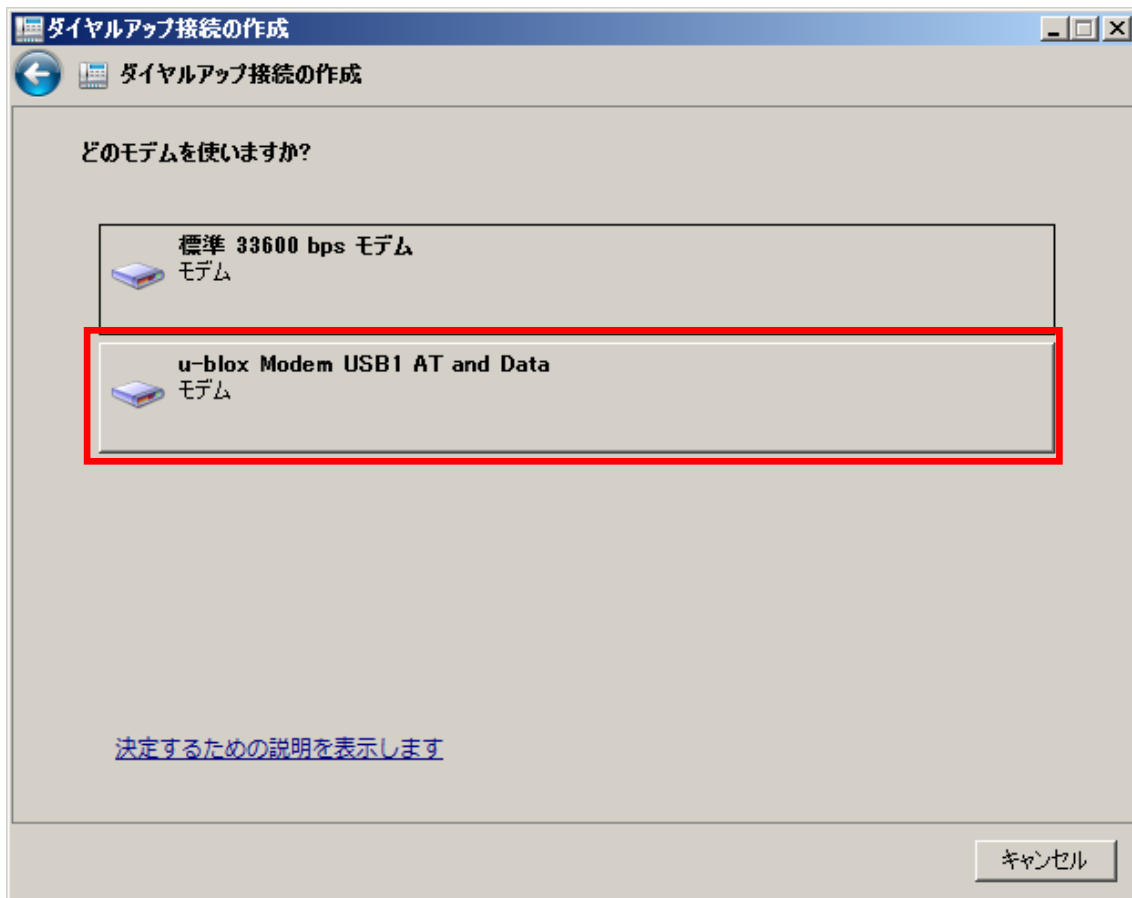 ダイヤルアップ接続の作成
ダイヤルアップ接続の作成
どのモデムを使いますか?
標準 33600 bps モデム
モデム
u-blox Modem USB1 AT and Data
モデム
決定するための説明を表示します
キャンセル